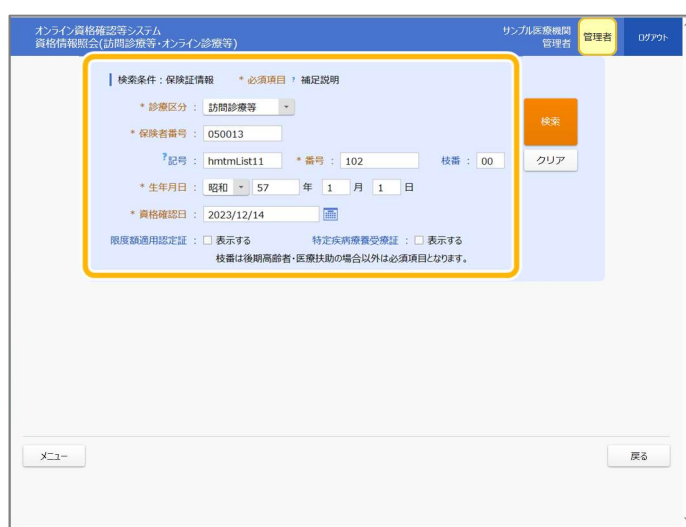 オンライン資格確認等システム
資格情報照会(訪問診療等・オンライン診療等)
サンプル医療機関
管理者
管理者
ログアウト
検索条件：保険証情報 * 必須項目 ? 補足説明
* 診療区分 ： 訪問診療等
検索
* 保険者番号 ： 050013
?記号 ： hmtmList11 * 番号 ： 102 枝番 ： 00
クリア
* 生年月日 ： 昭和 57 年 1 月 1 日
* 資格確認日 ： 2023/12/14
限度額適用認定証 ： 表示する 特定疾病療養受療証 ： 表示する
枝番は後期高齢者・医療扶助の場合以外は必須項目となります。
メニュー
戻る